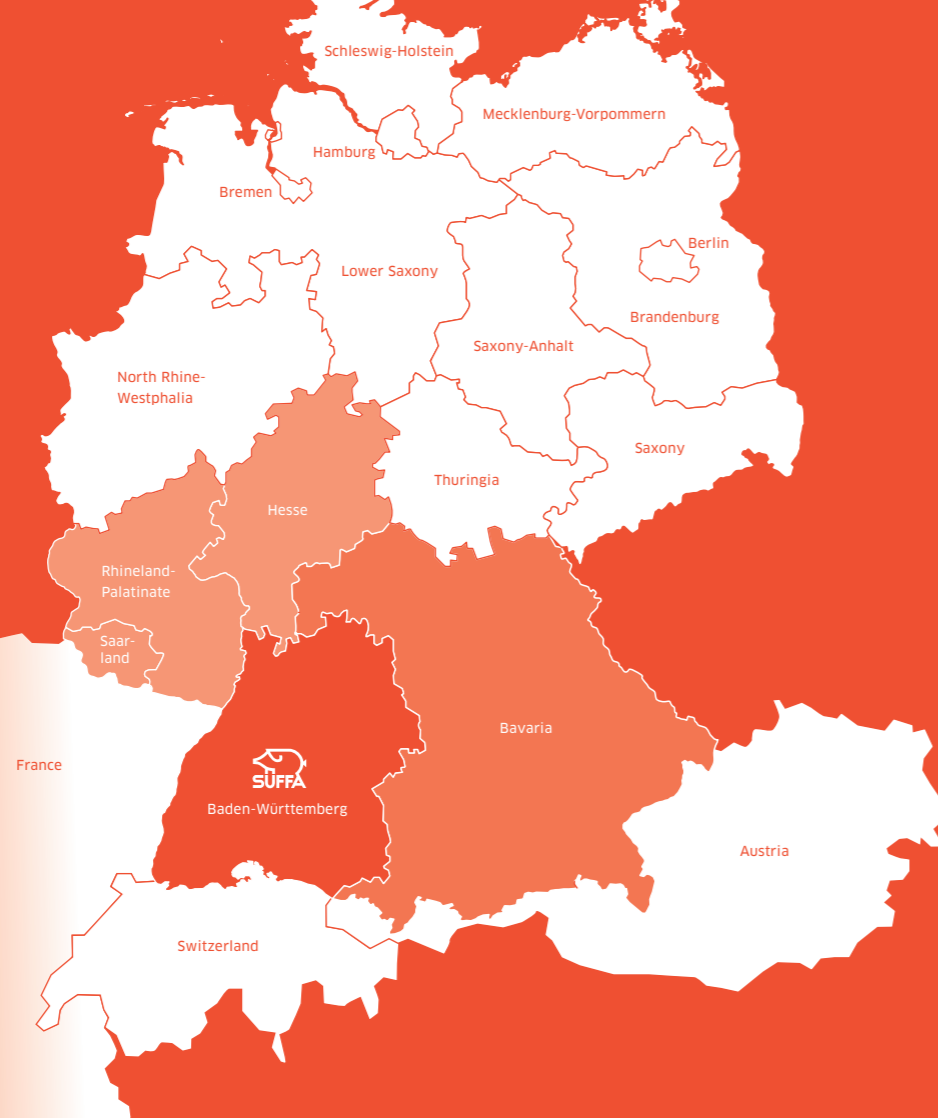 Schleswig-Holstein
Mecklenburg-Vorpommern
Hamburg
Bremen
Berlin
Lower Saxony
Brandenburg
Saxony-Anhalt
North Rhine-
Westphalia
Saxony
Thuringia
Hesse
Rhineland-
Palatinate
Saar-
land
Bavaria
France
SÜFFA
Baden-Württemberg
Austria
Switzerland